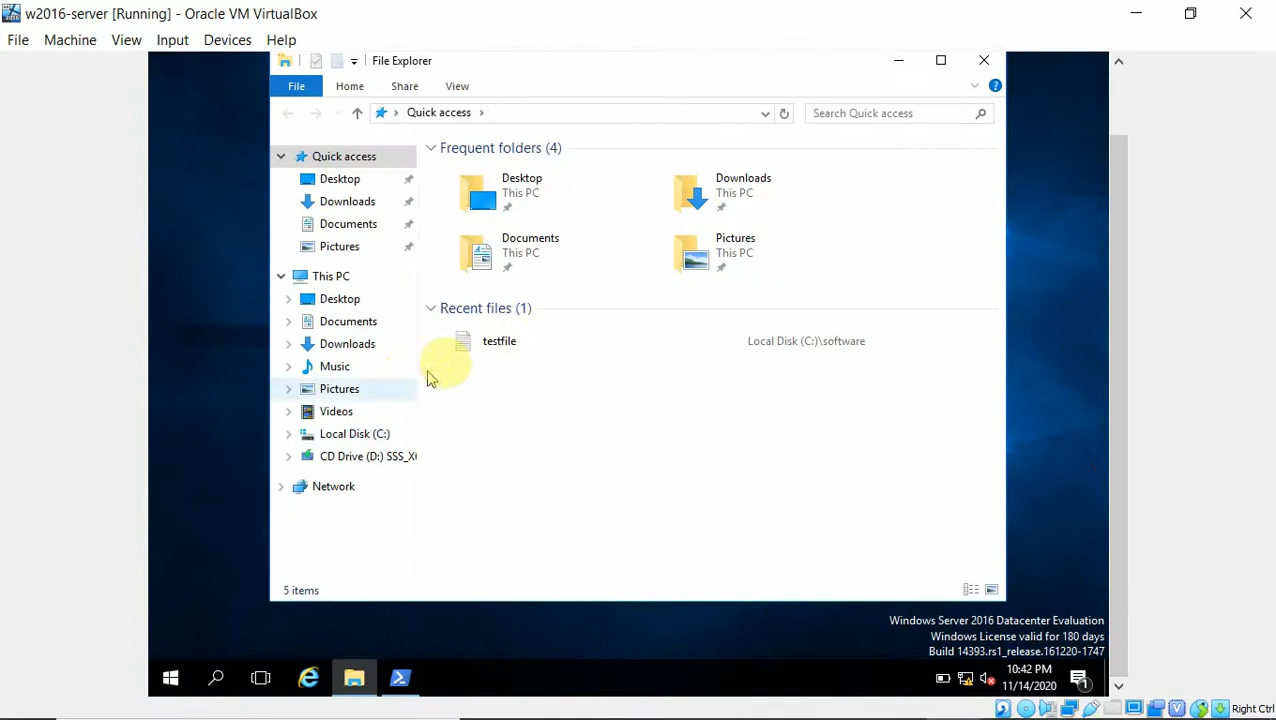 w2016-server [Running] - Oracle VM VirtualBox
File Machine View Input Devices Help
File Explorer
File Home Share View
Quick access
Search Quick access
Quick access
Desktop
Downloads
Documents
Pictures
This PC
Desktop
Documents
Downloads
Music
Pictures
Videos
Local Disk (C:)
CD Drive (D:) SSS_X6
Network
Frequent folders (4)
Desktop
This PC
Downloads
This PC
Documents
This PC
Pictures
This PC
Recent files (1)
testfile Local Disk (C:)\software
5 items
Windows Server 2016 Datacenter Evaluation
Windows License valid for 180 days
Build 14393.rs1_release.161220-1747
10:42 PM
11/14/2020
1
Right Ctrl